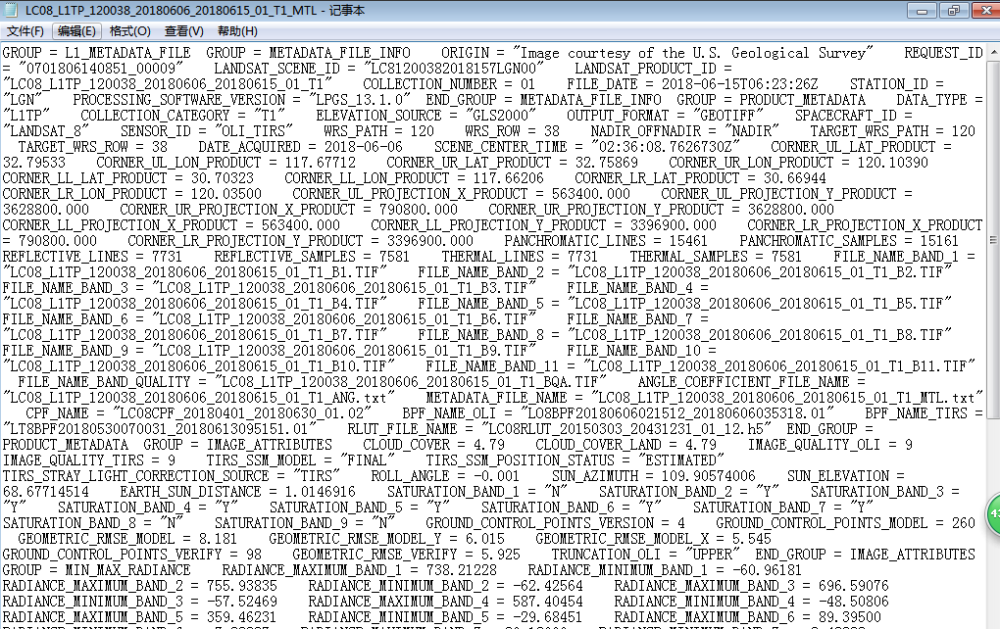 LC08_L1TP_120038_20180606_20180615_01_T1_MTL - 记事本
文件(F) 编辑(E) 格式(O) 查看(V) 帮助(H)
GROUP = L1_METADATA_FILE GROUP = METADATA_FILE_INFO ORIGIN = "Image courtesy of the U.S. Geological Survey" REQUEST_ID
= "0701806140851_00009" LANDSAT_SCENE_ID = "LC81200382018157LGN00" LANDSAT_PRODUCT_ID =
"LC08_L1TP_120038_20180606_20180615_01_T1" COLLECTION_NUMBER = 01 FILE_DATE = 2018-06-15T06:23:26Z STATION_ID =
"LGN" PROCESSING_SOFTWARE_VERSION = "LPGS_13.1.0" END_GROUP = METADATA_FILE_INFO GROUP = PRODUCT_METADATA DATA_TYPE =
"L1TP" COLLECTION_CATEGORY = "T1" ELEVATION_SOURCE = "GLS2000" OUTPUT_FORMAT = "GEOTIFF" SPACECRAFT_ID =
"LANDSAT_8" SENSOR_ID = "OLI_TIRS" WRS_PATH = 120 WRS_ROW = 38 NADIR_OFFNADIR = "NADIR" TARGET_WRS_PATH = 120
TARGET_WRS_ROW = 38 DATE_ACQUIRED = 2018-06-06 SCENE_CENTER_TIME = "02:36:08.7626730Z" CORNER_UL_LAT_PRODUCT =
32.79533 CORNER_UL_LON_PRODUCT = 117.67712 CORNER_UR_LAT_PRODUCT = 32.75869 CORNER_UR_LON_PRODUCT = 120.10390
CORNER_LL_LAT_PRODUCT = 30.70323 CORNER_LL_LON_PRODUCT = 117.66206 CORNER_LR_LAT_PRODUCT = 30.66944
CORNER_LR_LON_PRODUCT = 120.03500 CORNER_UL_PROJECTION_X_PRODUCT = 563400.000 CORNER_UL_PROJECTION_Y_PRODUCT =
3628800.000 CORNER_UR_PROJECTION_X_PRODUCT = 790800.000 CORNER_UR_PROJECTION_Y_PRODUCT = 3628800.000
CORNER_LL_PROJECTION_X_PRODUCT = 563400.000 CORNER_LL_PROJECTION_Y_PRODUCT = 3396900.000 CORNER_LR_PROJECTION_X_PRODUCT
= 790800.000 CORNER_LR_PROJECTION_Y_PRODUCT = 3396900.000 PANCHROMATIC_LINES = 15461 PANCHROMATIC_SAMPLES = 15161
REFLECTIVE_LINES = 7731 REFLECTIVE_SAMPLES = 7581 THERMAL_LINES = 7731 THERMAL_SAMPLES = 7581 FILE_NAME_BAND_1 =
"LC08_L1TP_120038_20180606_20180615_01_T1_B1.TIF" FILE_NAME_BAND_2 = "LC08_L1TP_120038_20180606_20180615_01_T1_B2.TIF"
FILE_NAME_BAND_3 = "LC08_L1TP_120038_20180606_20180615_01_T1_B3.TIF" FILE_NAME_BAND_4 =
"LC08_L1TP_120038_20180606_20180615_01_T1_B4.TIF" FILE_NAME_BAND_5 = "LC08_L1TP_120038_20180606_20180615_01_T1_B5.TIF"
FILE_NAME_BAND_6 = "LC08_L1TP_120038_20180606_20180615_01_T1_B6.TIF" FILE_NAME_BAND_7 =
"LC08_L1TP_120038_20180606_20180615_01_T1_B7.TIF" FILE_NAME_BAND_8 = "LC08_L1TP_120038_20180606_20180615_01_T1_B8.TIF"
FILE_NAME_BAND_9 = "LC08_L1TP_120038_20180606_20180615_01_T1_B9.TIF" FILE_NAME_BAND_10 =
"LC08_L1TP_120038_20180606_20180615_01_T1_B10.TIF" FILE_NAME_BAND_11 = "LC08_L1TP_120038_20180606_20180615_01_T1_B11.TIF"
FILE_NAME_BAND_QUALITY = "LC08_L1TP_120038_20180606_20180615_01_T1_BQA.TIF" ANGLE_COEFFICIENT_FILE_NAME =
"LC08_L1TP_120038_20180606_20180615_01_T1_ANG.txt" METADATA_FILE_NAME = "LC08_L1TP_120038_20180606_20180615_01_T1_MTL.txt"
CPF_NAME = "LC08CPF_20180401_20180630_01.02" BPF_NAME_OLI = "LO8BPF20180606021512_20180606035318.01" BPF_NAME_TIRS =
"LT8BPF20180530070031_20180613095151.01" RLUT_FILE_NAME = "LC08RLUT_20150303_20431231_01_12.h5" END_GROUP =
PRODUCT_METADATA GROUP = IMAGE_ATTRIBUTES CLOUD_COVER = 4.79 CLOUD_COVER_LAND = 4.79 IMAGE_QUALITY_OLI = 9
IMAGE_QUALITY_TIRS = 9 TIRS_SSM_MODEL = "FINAL" TIRS_SSM_POSITION_STATUS = "ESTIMATED"
TIRS_STRAY_LIGHT_CORRECTION_SOURCE = "TIRS" ROLL_ANGLE = -0.001 SUN_AZIMUTH = 109.90574006 SUN_ELEVATION =
68.67714514 EARTH_SUN_DISTANCE = 1.0146916 SATURATION_BAND_1 = "N" SATURATION_BAND_2 = "Y" SATURATION_BAND_3 =
"Y" SATURATION_BAND_4 = "Y" SATURATION_BAND_5 = "Y" SATURATION_BAND_6 = "Y" SATURATION_BAND_7 = "Y"
SATURATION_BAND_8 = "N" SATURATION_BAND_9 = "N" GROUND_CONTROL_POINTS_VERSION = 4 GROUND_CONTROL_POINTS_MODEL = 260
GEOMETRIC_RMSE_MODEL = 8.181 GEOMETRIC_RMSE_MODEL_Y = 6.015 GEOMETRIC_RMSE_MODEL_X = 5.545
GROUND_CONTROL_POINTS_VERIFY = 98 GEOMETRIC_RMSE_VERIFY = 5.925 TRUNCATION_OLI = "UPPER" END_GROUP = IMAGE_ATTRIBUTES
GROUP = MIN_MAX_RADIANCE RADIANCE_MAXIMUM_BAND_1 = 738.21228 RADIANCE_MINIMUM_BAND_1 = -60.96181
RADIANCE_MAXIMUM_BAND_2 = 755.93835 RADIANCE_MINIMUM_BAND_2 = -62.42564 RADIANCE_MAXIMUM_BAND_3 = 696.59076
RADIANCE_MINIMUM_BAND_3 = -57.52469 RADIANCE_MAXIMUM_BAND_4 = 587.40454 RADIANCE_MINIMUM_BAND_4 = -48.50806
RADIANCE_MAXIMUM_BAND_5 = 359.46231 RADIANCE_MINIMUM_BAND_5 = -29.68451 RADIANCE_MAXIMUM_BAND_6 = 89.39500